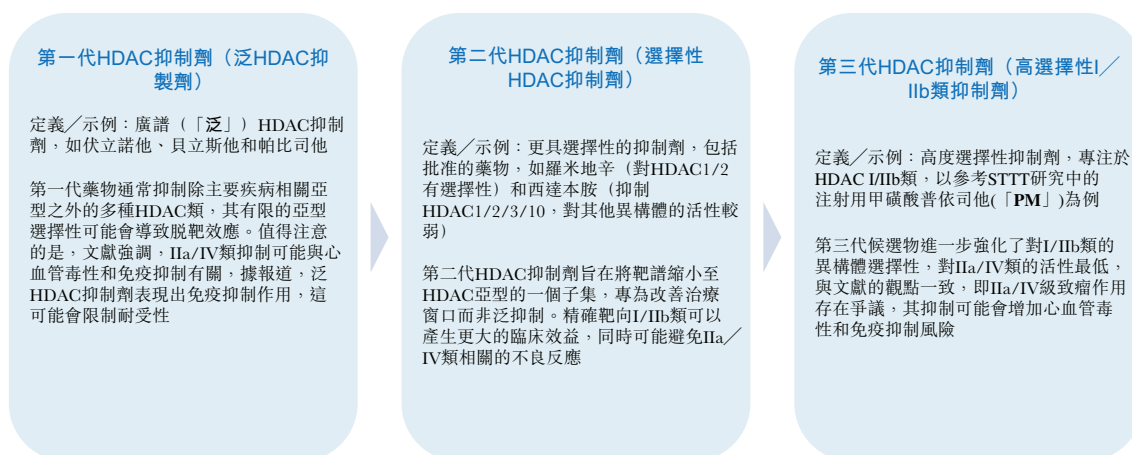 第一代HDAC抑制劑（泛HDAC抑
製劑）
定義／示例：廣譜（「泛」）HDAC抑制
劑，如伏立諾他、貝立斯他和帕比司他
第一代藥物通常抑制除主要疾病相關亞
型之外的多種HDAC類，其有限的亞型
選擇性可能會導致脫靶效應。值得注意
的是，文獻強調，IIa/IV類抑制可能與心
血管毒性和免疫抑制有關，據報道，泛
HDAC抑制劑表現出免疫抑制作用，這
可能會限制耐受性
第二代HDAC抑制劑（選擇性
HDAC抑制劑）
定義／示例：更具選擇性的抑制劑，包括
批准的藥物，如羅米地辛（對HDAC1/2
有選擇性）和西達本胺（抑制
HDAC1/2/3/10，對其他異構體的活性較
弱）
第二代HDAC抑制劑旨在將靶譜縮小至
HDAC亞型的一個子集，專為改善治療
窗口而非泛抑制。精確靶向I/IIb類可以
產生更大的臨床效益，同時可能避免IIa／
IV類相關的不良反應
第三代HDAC抑制劑（高選擇性I／
IIb類抑制劑）
定義／示例：高度選擇性抑制劑，專注於
HDAC I/IIb類，以參考STTT研究中的
注射用甲磺酸普依司他(「PM」)為例
第三代候選物進一步強化了對I/IIb類的
異構體選擇性，對IIa/IV類的活性最低，
與文獻的觀點一致，即IIa/IV級致瘤作用
存在爭議，其抑制可能會增加心血管毒
性和免疫抑制風險